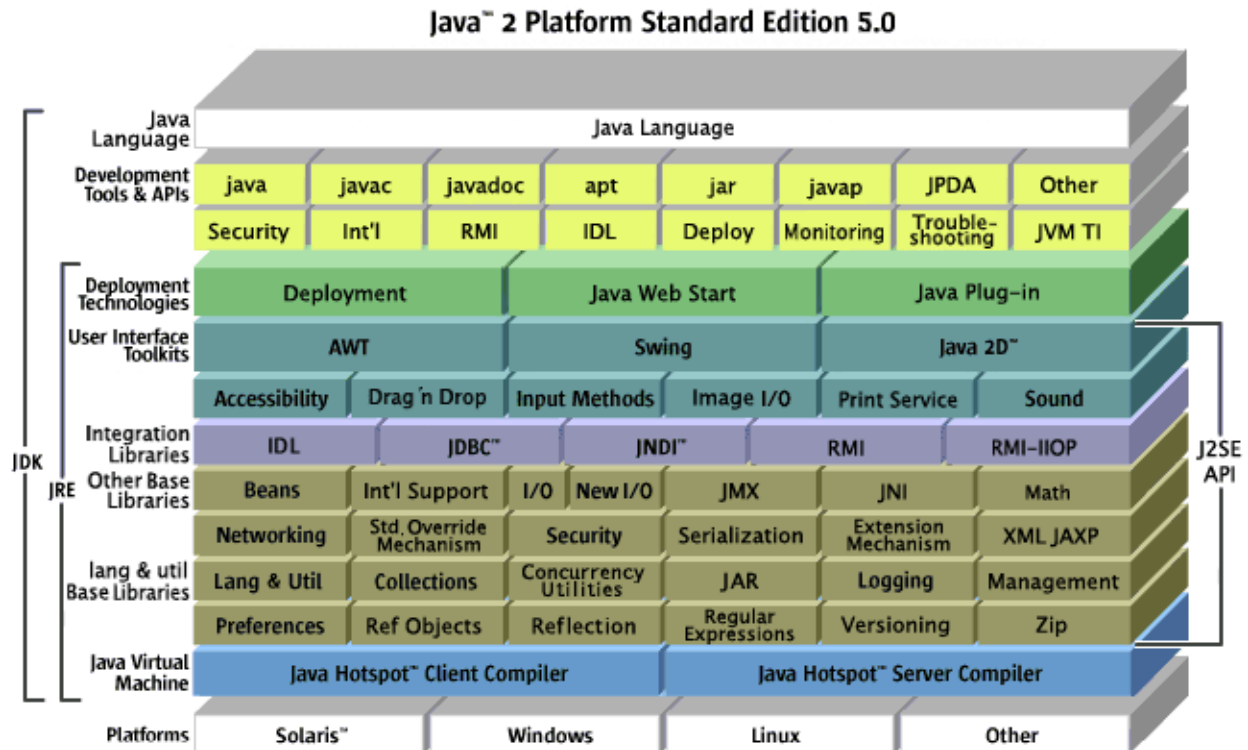 Java™ 2 Platform Standard Edition 5.0
Java
Language
Java Language
Development
Tools & APIs
java javac javadoc apt jar javap JPDA Other
Security Int'l RMI IDL Deploy Monitoring Trouble-
shooting JVM TI
Deployment
Technologies
Deployment Java Web Start Java Plug-in
User Interface
Toolkits
AWT Swing Java 2D™
Accessibility Drag 'n Drop Input Methods Image I/O Print Service Sound
Integration
Libraries
IDL JDBC™ JNDI™ RMI RMI-IIOP
JDK
JRE
J2SE
API
Other Base
Libraries
Beans Int'l Support I/O New I/O JMX JNI Math
Networking Std. Override
Mechanism Security Serialization Extension
Mechanism XML JAXP
lang & util
Base Libraries
Lang & Util Collections Concurrency
Utilities JAR Logging Management
Preferences Ref Objects Reflection Regular
Expressions Versioning Zip
Java Virtual
Machine
Java Hotspot™ Client Compiler Java Hotspot™ Server Compiler
Platforms Solaris™ Windows Linux Other